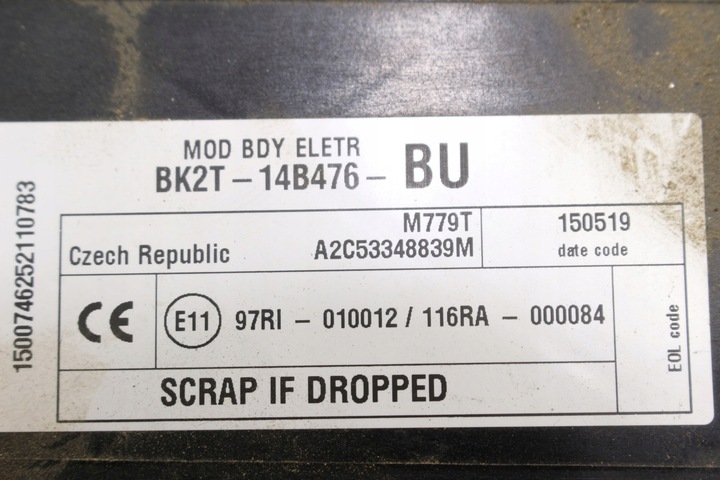 MOD BDY ELETR
BK2T-14B476- BU
M779T
Czech Republic A2C53348839M
150519
date code
CE
E11 97RI - 010012 / 116RA - 000084
EOL code
SCRAP IF DROPPED
1500746252110783